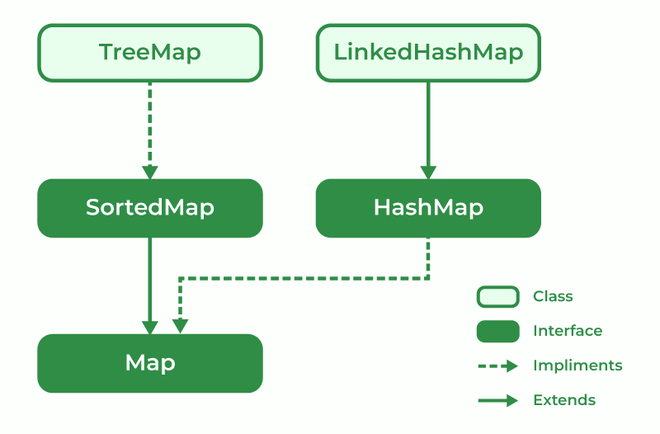 TreeMap
LinkedHashMap
SortedMap
HashMap
Map
Class
Interface
Impliments
Extends